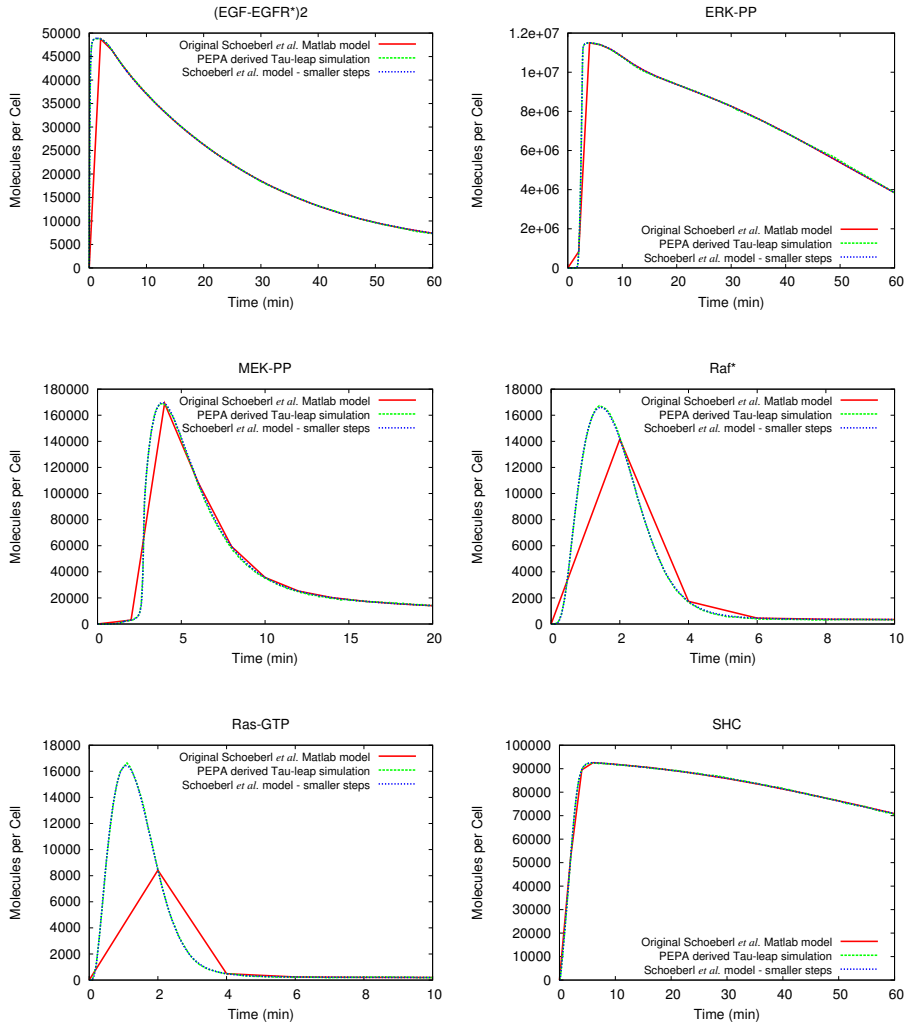 (EGF-EGFR*)2
50000
45000
40000
35000
30000
25000
20000
15000
10000
5000
0
0 10 20 30 40 50 60
Molecules per Cell
Time (min)
Original Schoeberl et al. Matlab model
PEPA derived Tau-leap simulation
Schoeberl et al. model - smaller steps
ERK-PP
1.2e+07
1e+07
8e+06
6e+06
4e+06
2e+06
0
0 10 20 30 40 50 60
Molecules per Cell
Time (min)
Original Schoeberl et al. Matlab model
PEPA derived Tau-leap simulation
Schoeberl et al. model - smaller steps
MEK-PP
180000
160000
140000
120000
100000
80000
60000
40000
20000
0
0 5 10 15 20
Molecules per Cell
Time (min)
Original Schoeberl et al. Matlab model
PEPA derived Tau-leap simulation
Schoeberl et al. model - smaller steps
Raf*
18000
16000
14000
12000
10000
8000
6000
4000
2000
0
0 2 4 6 8 10
Molecules per Cell
Time (min)
Original Schoeberl et al. Matlab model
PEPA derived Tau-leap simulation
Schoeberl et al. model - smaller steps
Ras-GTP
18000
16000
14000
12000
10000
8000
6000
4000
2000
0
0 2 4 6 8 10
Molecules per Cell
Time (min)
Original Schoeberl et al. Matlab model
PEPA derived Tau-leap simulation
Schoeberl et al. model - smaller steps
SHC
100000
90000
80000
70000
60000
50000
40000
30000
20000
10000
0
0 10 20 30 40 50 60
Molecules per Cell
Time (min)
Original Schoeberl et al. Matlab model
PEPA derived Tau-leap simulation
Schoeberl et al. model - smaller steps